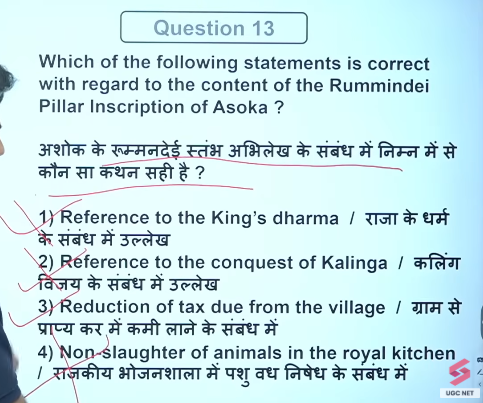 Question 13
Which of the following statements is correct
with regard to the content of the Rummindei
Pillar Inscription of Asoka ?
अशोक के रूम्मनदेई स्तंभ अभिलेख के संबंध में निम्न में से
कौन सा कथन सही है ?
1) Reference to the King's dharma / राजा के धर्म
के संबंध में उल्लेख
2) Reference to the conquest of Kalinga / कलिंग
विजय के संबंध में उल्लेख
3) Reduction of tax due from the village / ग्राम से
प्राप्य कर में कमी लाने के संबंध में
4) Non-slaughter of animals in the royal kitchen
/ राजकीय भोजनशाला में पशु वध निषेध के संबंध में
UGC NET